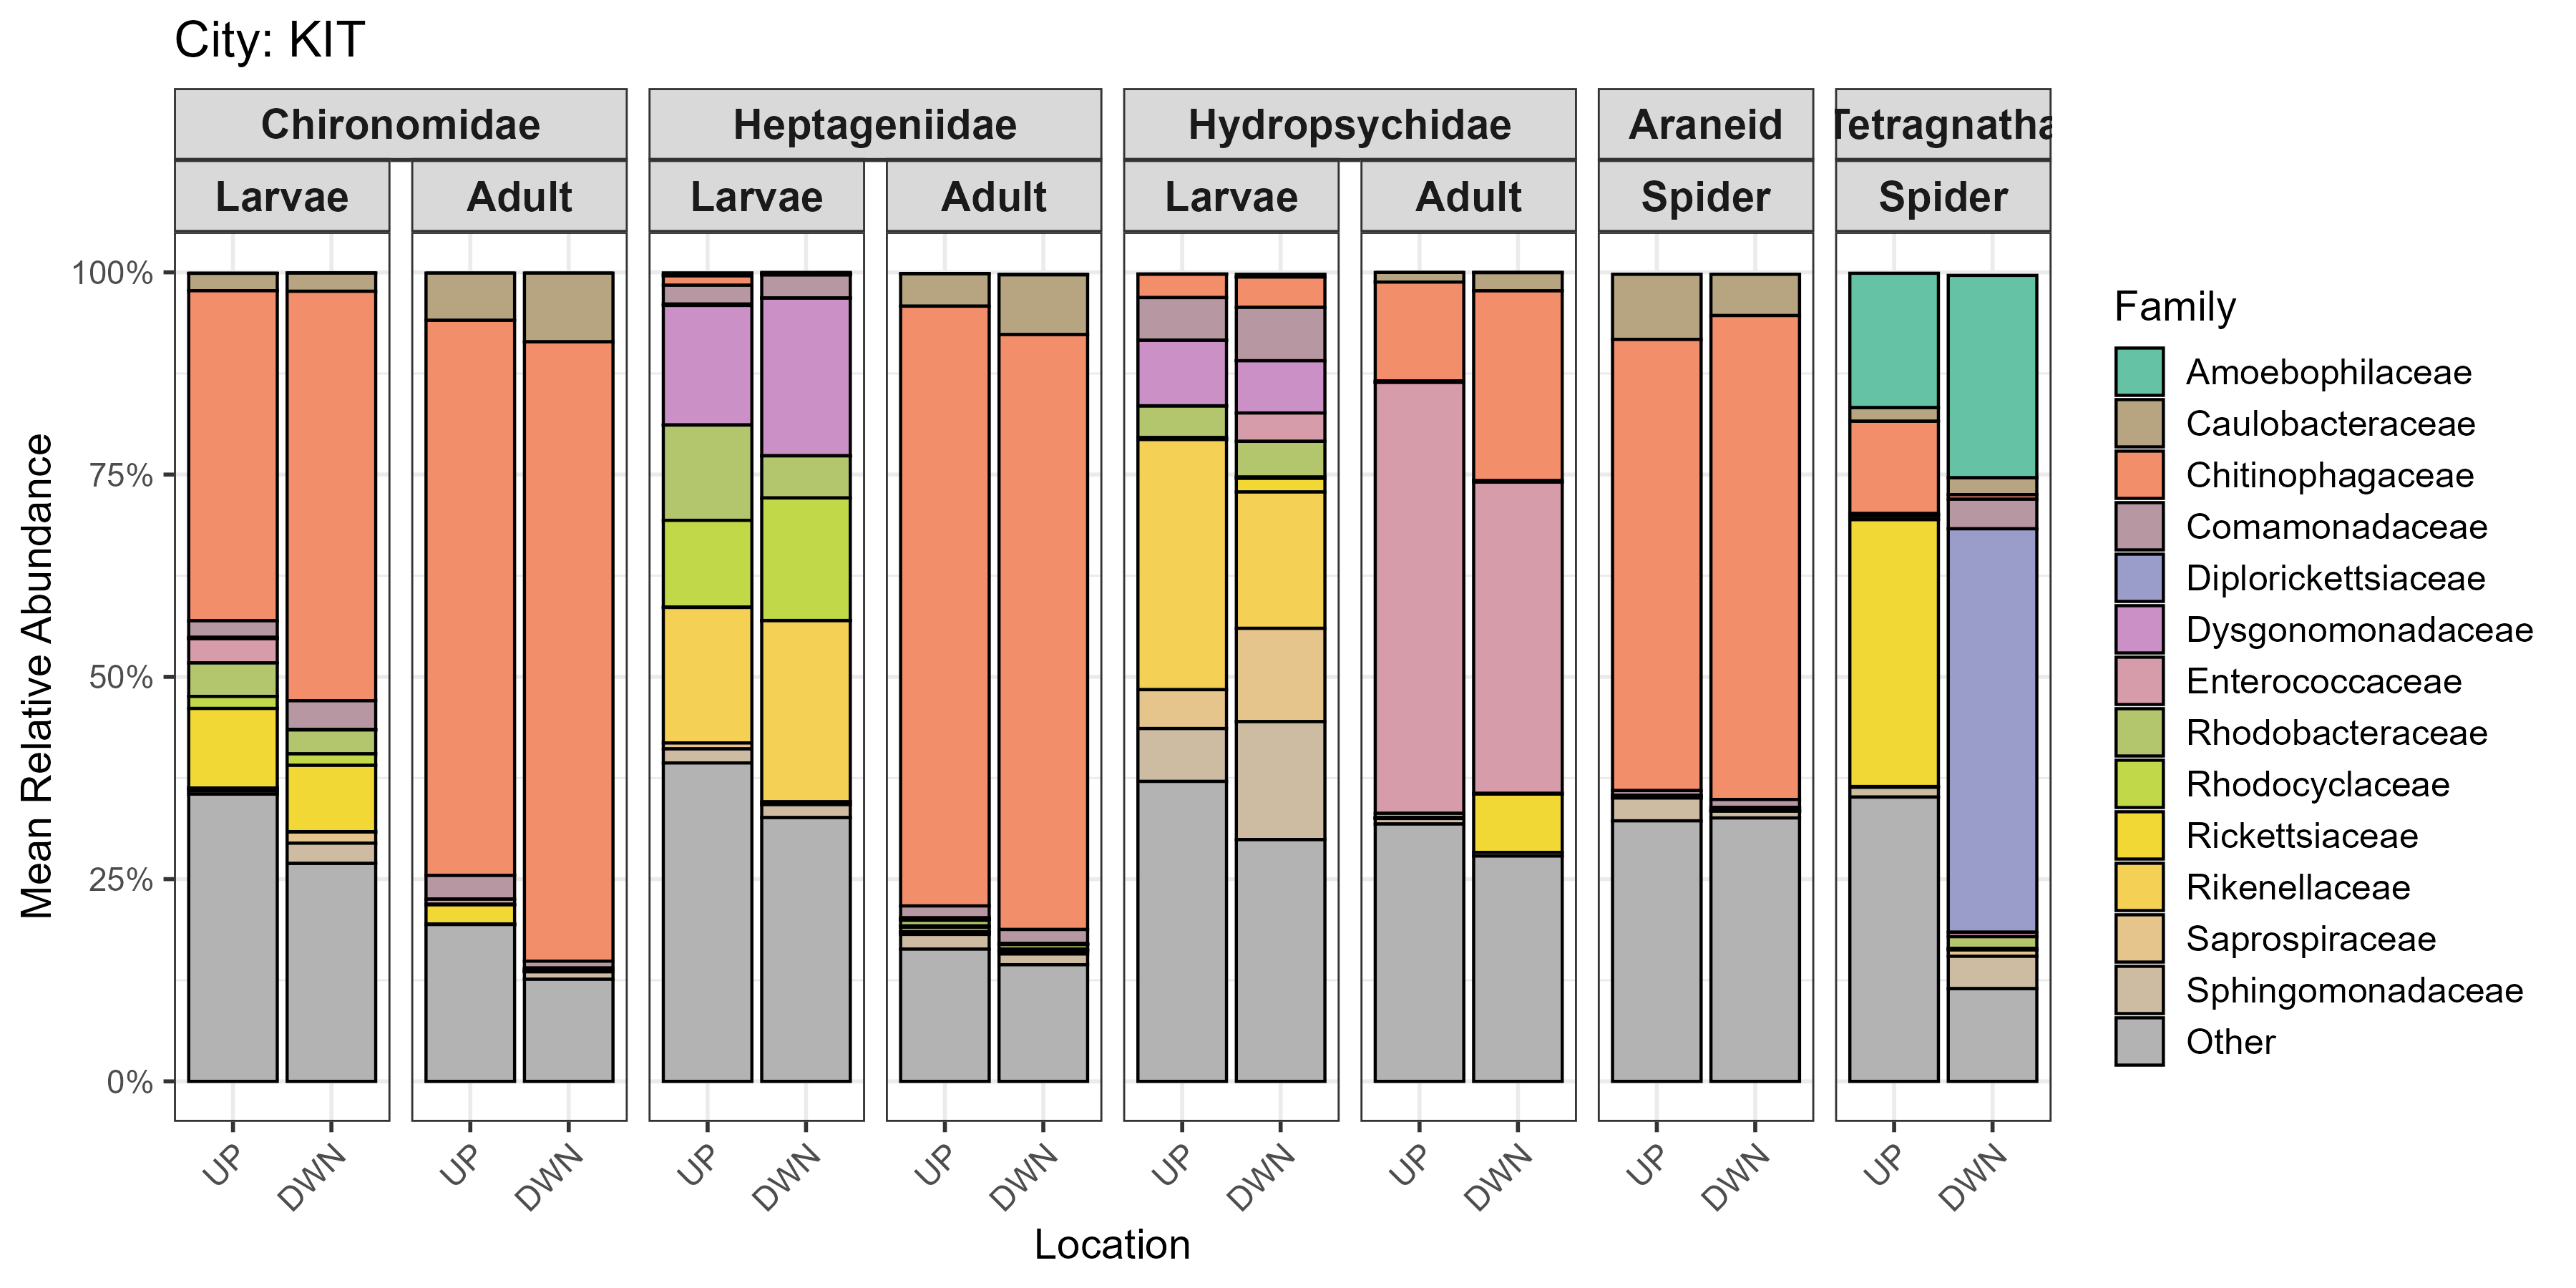 City: KIT
Chironomidae Heptageniidae Hydropsychidae Araneid Tetragnatha
Larvae Adult Larvae Adult Larvae Adult Spider Spider
100%
75%
50%
25%
0%
Mean Relative Abundance
UP DWN UP DWN UP DWN UP DWN UP DWN UP DWN UP DWN UP DWN
Location
Family
Amoebophilaceae
Caulobacteraceae
Chitinophagaceae
Comamonadaceae
Diplorickettsiaceae
Dysgonomonadaceae
Enterococcaceae
Rhodobacteraceae
Rhodocyclaceae
Rickettsiaceae
Rikenellaceae
Saprospiraceae
Sphingomonadaceae
Other